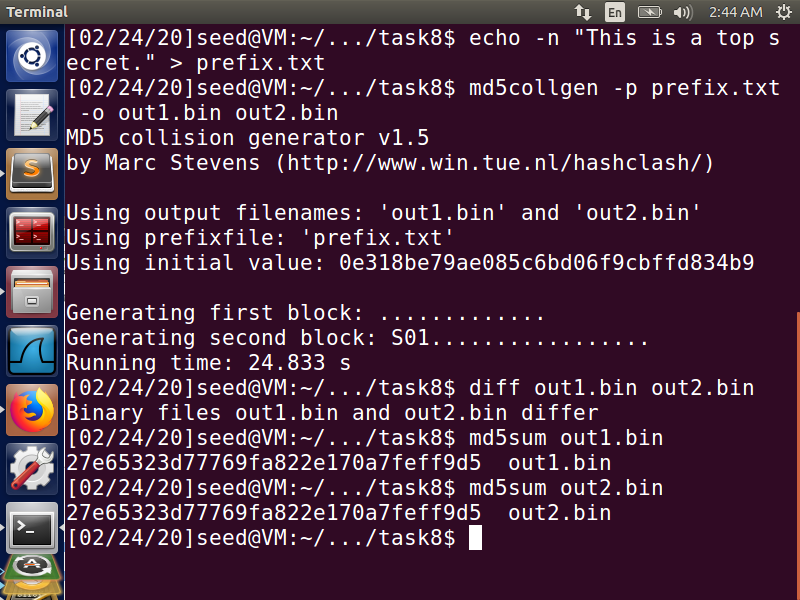 Terminal
En
2:44 AM
[02/24/20]seed@VM:~/.../task8$ echo -n "This is a top s
ecret." > prefix.txt
[02/24/20]seed@VM:~/.../task8$ md5collgen -p prefix.txt
 -o out1.bin out2.bin
MD5 collision generator v1.5
by Marc Stevens (http://www.win.tue.nl/hashclash/)

Using output filenames: 'out1.bin' and 'out2.bin'
Using prefixfile: 'prefix.txt'
Using initial value: 0e318be79ae085c6bd06f9cbffd834b9

Generating first block: .............
Generating second block: S01.................
Running time: 24.833 s
[02/24/20]seed@VM:~/.../task8$ diff out1.bin out2.bin
Binary files out1.bin and out2.bin differ
[02/24/20]seed@VM:~/.../task8$ md5sum out1.bin
27e65323d77769fa822e170a7feff9d5  out1.bin
[02/24/20]seed@VM:~/.../task8$ md5sum out2.bin
27e65323d77769fa822e170a7feff9d5  out2.bin
[02/24/20]seed@VM:~/.../task8$